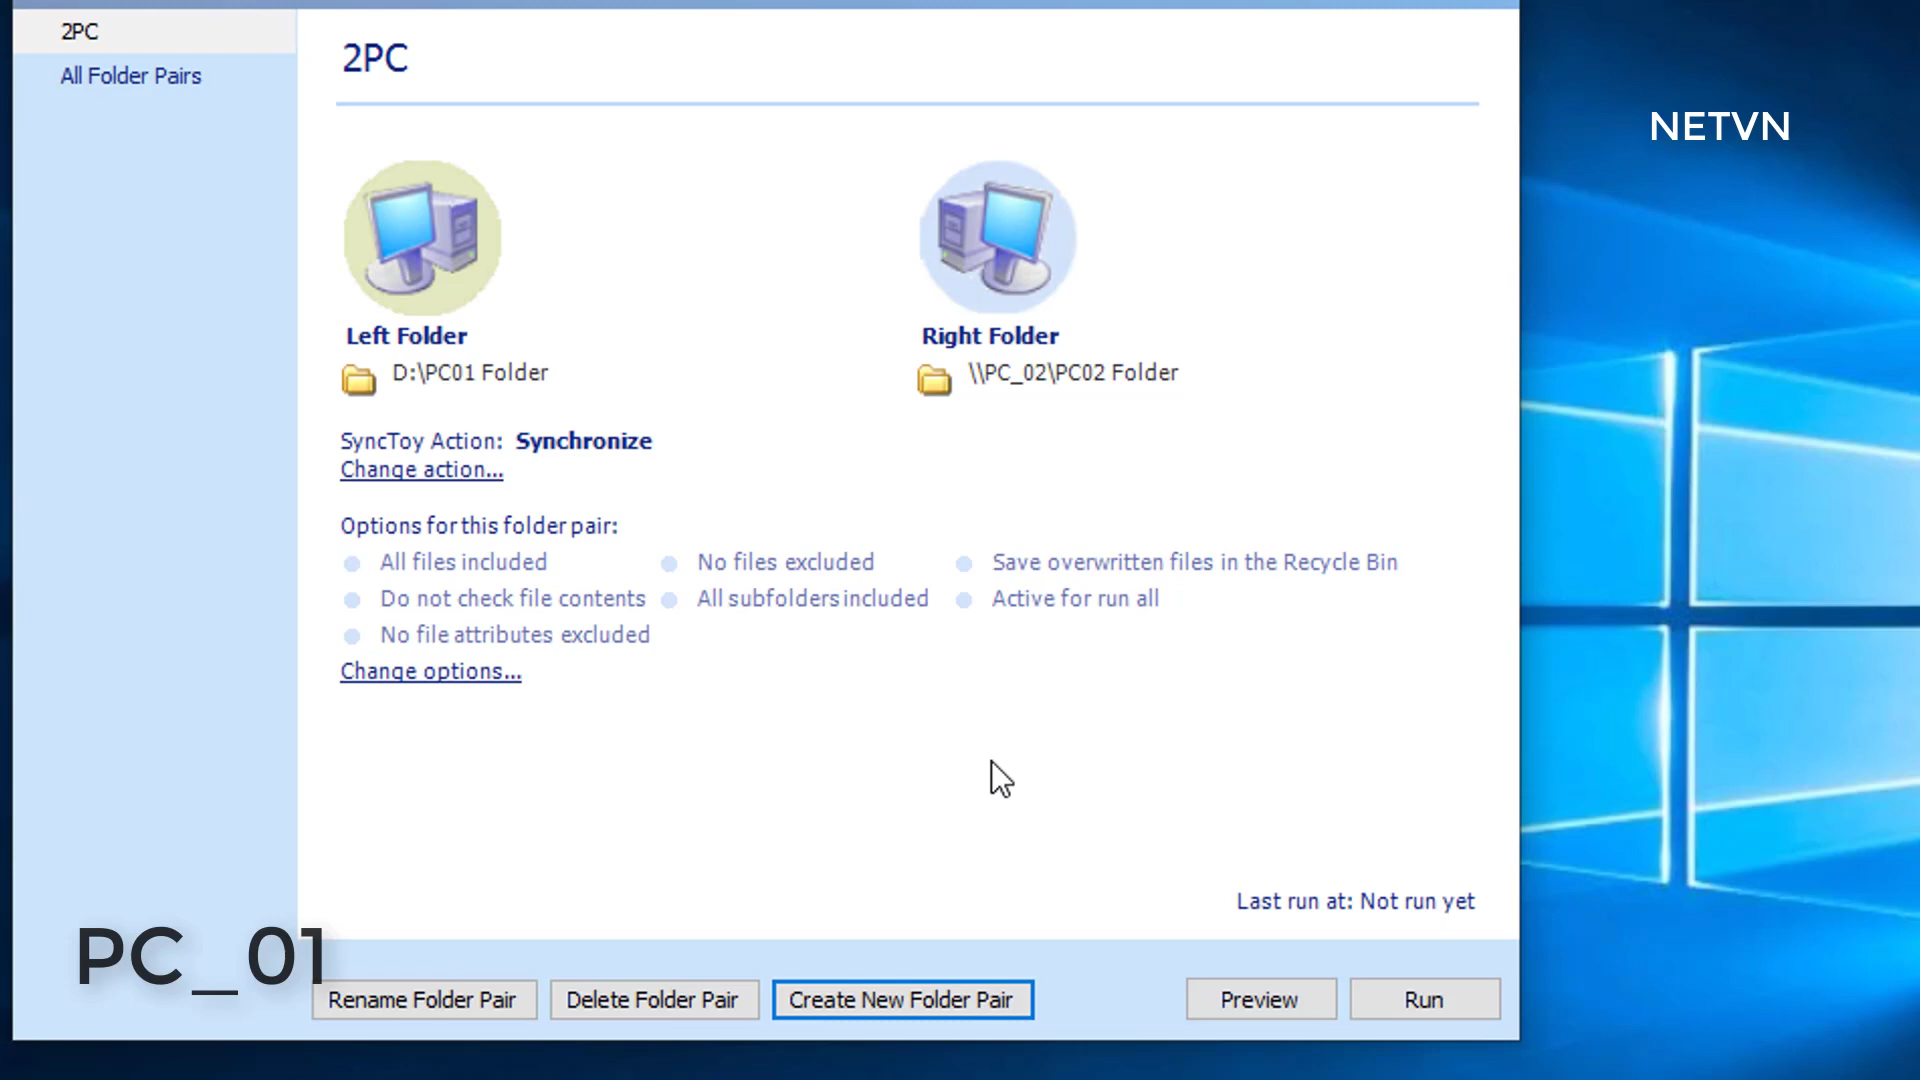 2PC
All Folder Pairs
2PC
NETVN
Left Folder
D:\PC01 Folder
Right Folder
\\PC_02\PC02 Folder
SyncToy Action: Synchronize
Change action...
Options for this folder pair:
All files included
No files excluded
Save overwritten files in the Recycle Bin
Do not check file contents
All subfolders included
Active for run all
No file attributes excluded
Change options...
Last run at: Not run yet
PC_01
Rename Folder Pair
Delete Folder Pair
Create New Folder Pair
Preview
Run